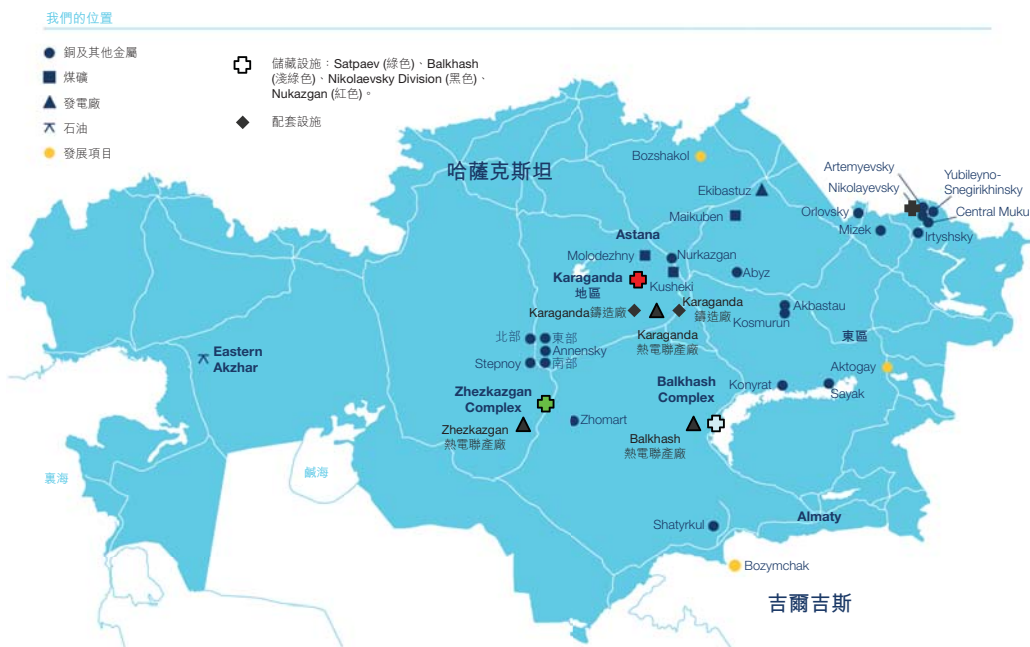 我們的位置
銅及其他金屬
煤礦
發電廠
石油
發展項目
儲藏設施：Satpaev (綠色)、Balkhash
(淺綠色)、Nikolaevsky Division (黑色)、
Nukazgan (紅色)。
配套設施
哈薩克斯坦
Bozshakol
Ekibastuz
Maikuben
Artemyevsky
Nikolayevsky
Yubileyno-
Snegirikhinsky
Orlovsky
Central Muku
Mizek
Irtyshsky
Astana
Molodezhny
Nurkazgan
Karaganda
地區
Kusheki
Abyz
Karaganda鑄造廠
Karaganda
鑄造廠
Karaganda
熱電聯產廠
Akbastau
Kosmurun
東區
北部
東部
Annensky
Stepnoy
南部
Eastern
Akzhar
Aktogay
Zhezkazgan
Complex
Balkhash
Complex
Konyrat
Sayak
Zhomart
Zhezkazgan
熱電聯產廠
Balkhash
熱電聯產廠
裏海
鹹海
Shatyrkul
Almaty
Bozymchak
吉爾吉斯